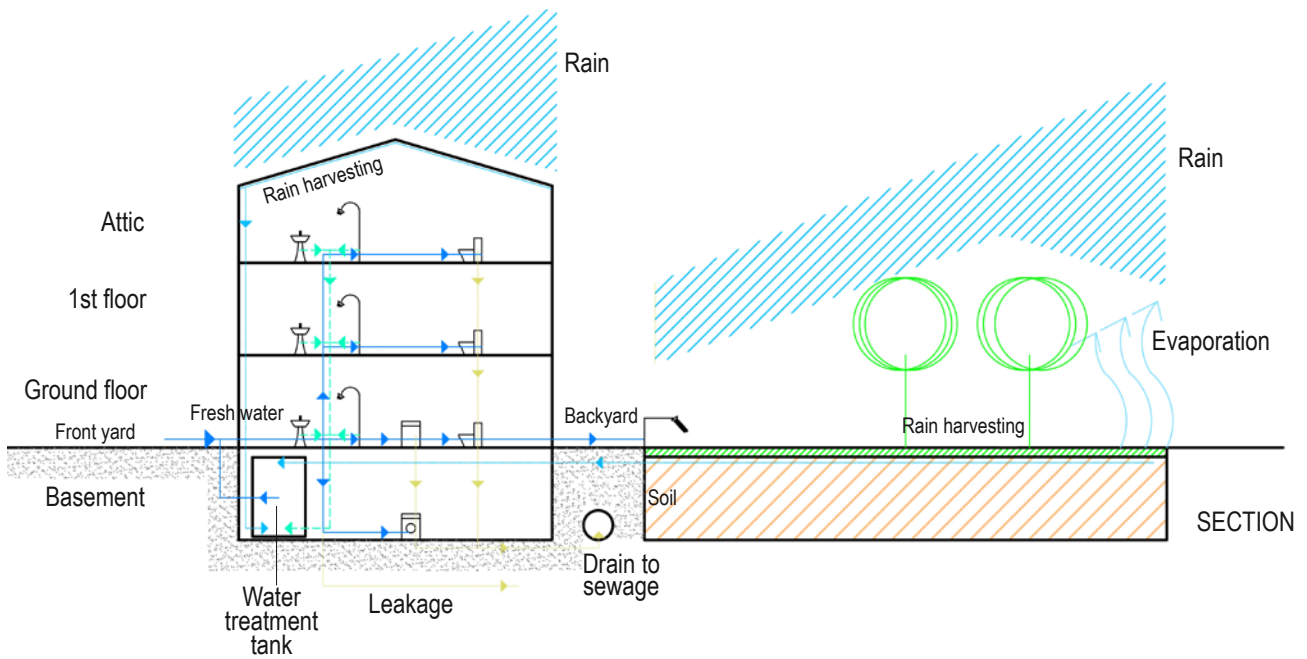 Rain
Rain
Rain harvesting
Attic
1st floor
Evaporation
Ground floor
Fresh water
Backyard
Front yard
Rain harvesting
Basement
Soil
SECTION
Drain to
sewage
Water
treatment
tank
Leakage